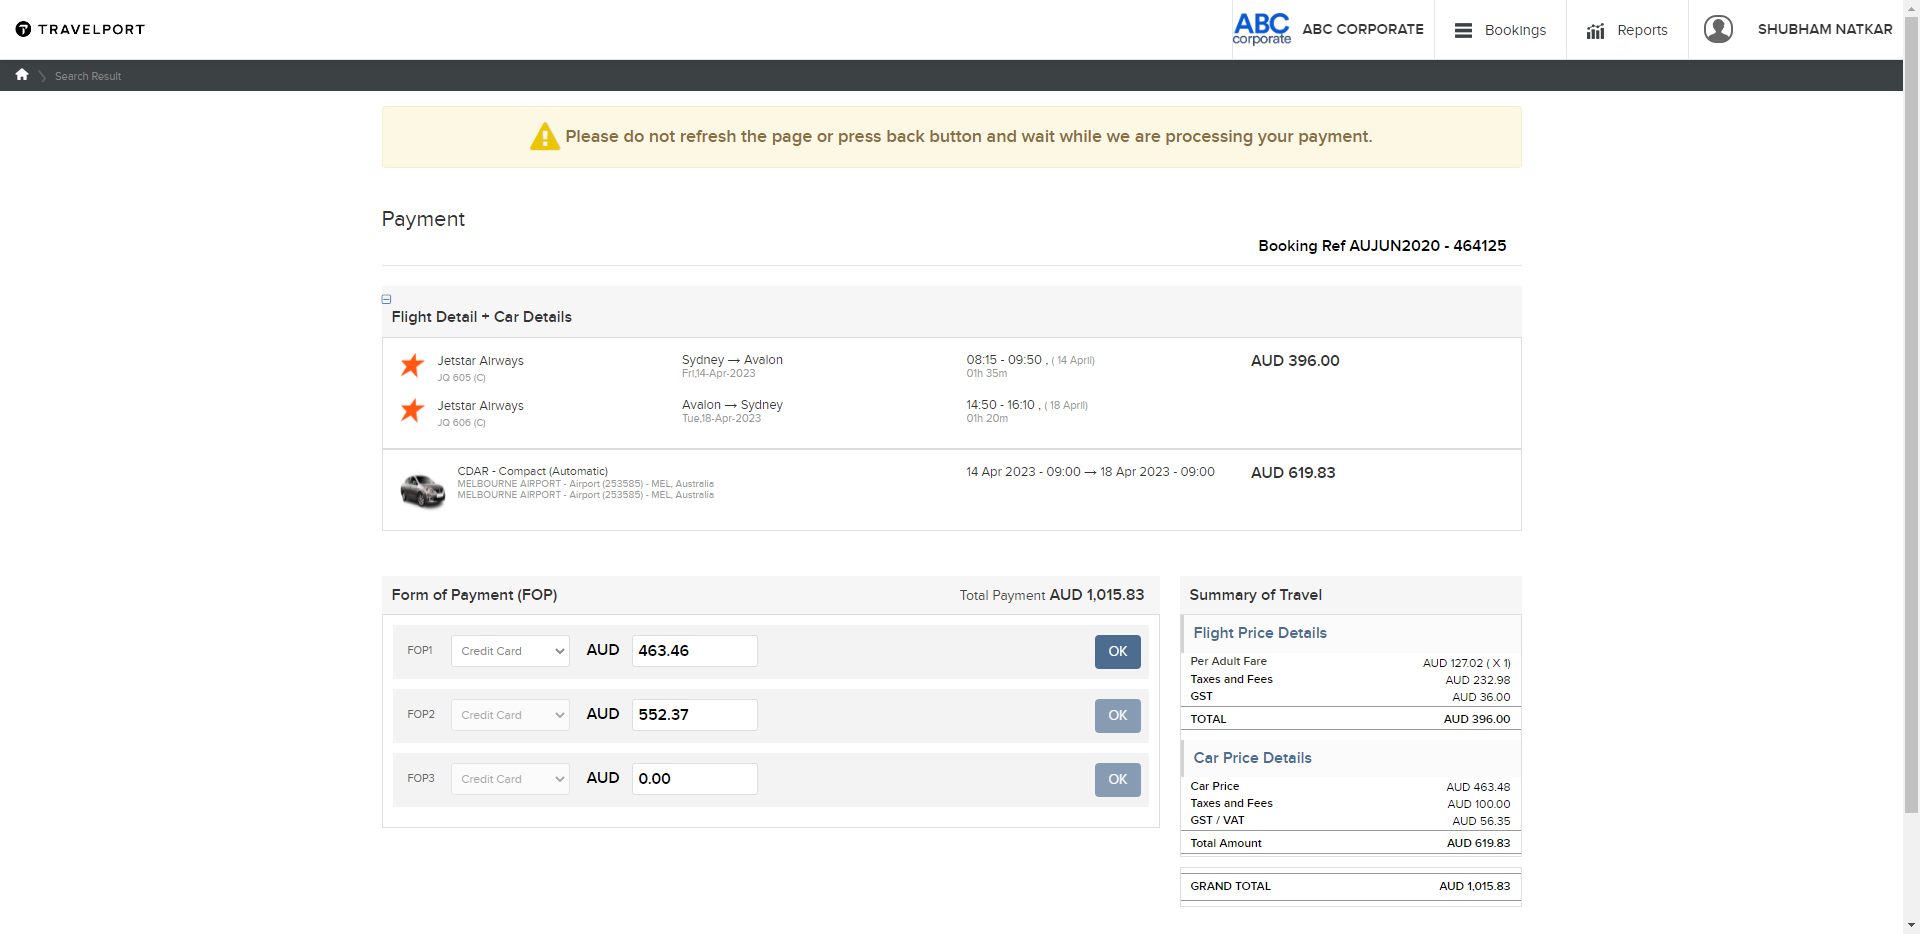 TRAVELPORT
ABC corporate
ABC CORPORATE
Bookings
Reports
SHUBHAM NATKAR
Search Result
Please do not refresh the page or press back button and wait while we are processing your payment.
Payment
Booking Ref AUJUN2020 - 464125
Flight Detail + Car Details
Jetstar Airways
JQ 605 (C)
Sydney → Avalon
Fri,14-Apr-2023
08:15 - 09:50 , ( 14 April)
01h 35m
AUD 396.00
Jetstar Airways
JQ 606 (C)
Avalon → Sydney
Tue,18-Apr-2023
14:50 - 16:10 , ( 18 April)
01h 20m
CDAR - Compact (Automatic)
MELBOURNE AIRPORT - Airport (253585) - MEL, Australia
MELBOURNE AIRPORT - Airport (253585) - MEL, Australia
14 Apr 2023 - 09:00 → 18 Apr 2023 - 09:00
AUD 619.83
Form of Payment (FOP)
Total Payment AUD 1,015.83
FOP1 Credit Card AUD 463.46 OK
FOP2 Credit Card AUD 552.37 OK
FOP3 Credit Card AUD 0.00 OK
Summary of Travel
Flight Price Details
Per Adult Fare AUD 127.02 ( X 1)
Taxes and Fees AUD 232.98
GST AUD 36.00
TOTAL AUD 396.00
Car Price Details
Car Price AUD 463.48
Taxes and Fees AUD 100.00
GST / VAT AUD 56.35
Total Amount AUD 619.83
GRAND TOTAL AUD 1,015.83